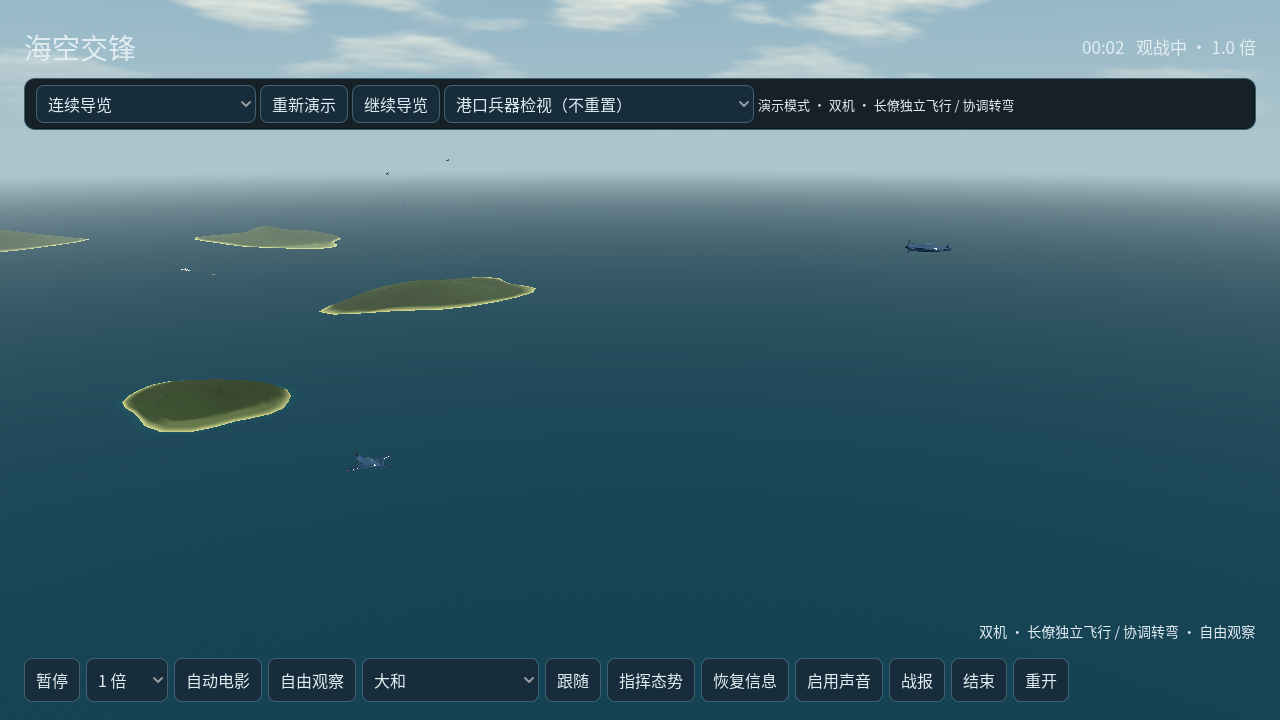 海空交锋
00:02 观战中 · 1.0 倍
连续导览 重新演示 继续导览 港口兵器检视（不重置） 演示模式 · 双机 · 长僚独立飞行 / 协调转弯
双机 · 长僚独立飞行 / 协调转弯 · 自由观察
暂停 1 倍 自动电影 自由观察 大和 跟随 指挥态势 恢复信息 启用声音 战报 结束 重开